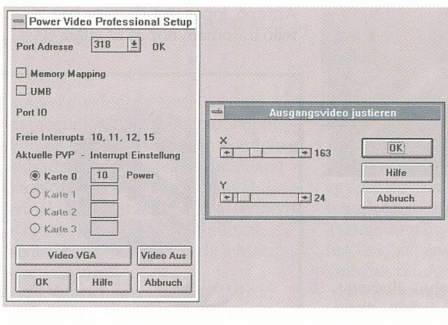 Power Video Professional Setup
Port Adresse 318 OK
Memory Mapping
UMB
Port IO
Freie Interrupts 10, 11, 12, 15
Aktuelle PVP - Interrupt Einstellung
Karte 0 10 Power
Karte 1
Karte 2
Karte 3
Video VGA Video Aus
OK Hilfe Abbruch
Ausgangsvideo justieren
X
163
Y
24
OK
Hilfe
Abbruch